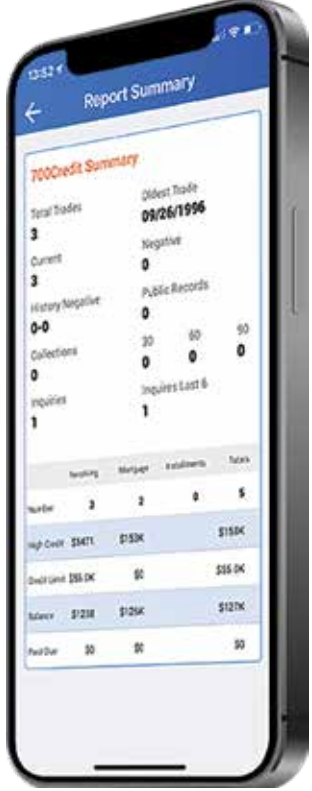 13:52
Report Summary
700Credit Summary
Total Trades Oldest Trade
3 09/26/1996
Current Negative
3 0
History Negative Public Records
0-0 0
Collections 30 60 90
0 0 0 0
Inquiries Inquires Last 6
1 1
Revolving Mortgage Installments Totals
Number 3 2 0 5
High Credit $5471 $153K $153K
Credit Limit $55.0K $0 $55.0K
Balance $1238 $126K $127K
Past Due $0 $0 $0